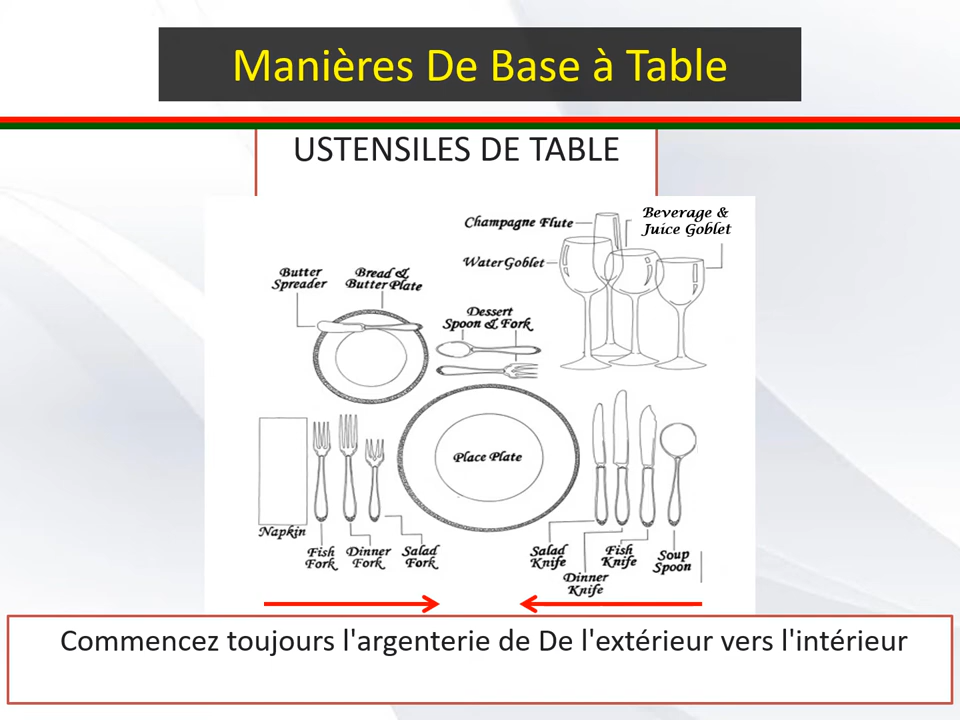 Manières De Base à Table
USTENSILES DE TABLE
Champagne Flute
Beverage &
Juice Goblet
Water Goblet
Butter
Spreader
Bread &
Butter Plate
Dessert
Spoon & Fork
Place Plate
Napkin
Fish
Fork
Dinner
Fork
Salad
Fork
Salad
Knife
Dinner
Knife
Fish
Knife
Soup
Spoon
Commencez toujours l'argenterie de De l'extérieur vers l'intérieur